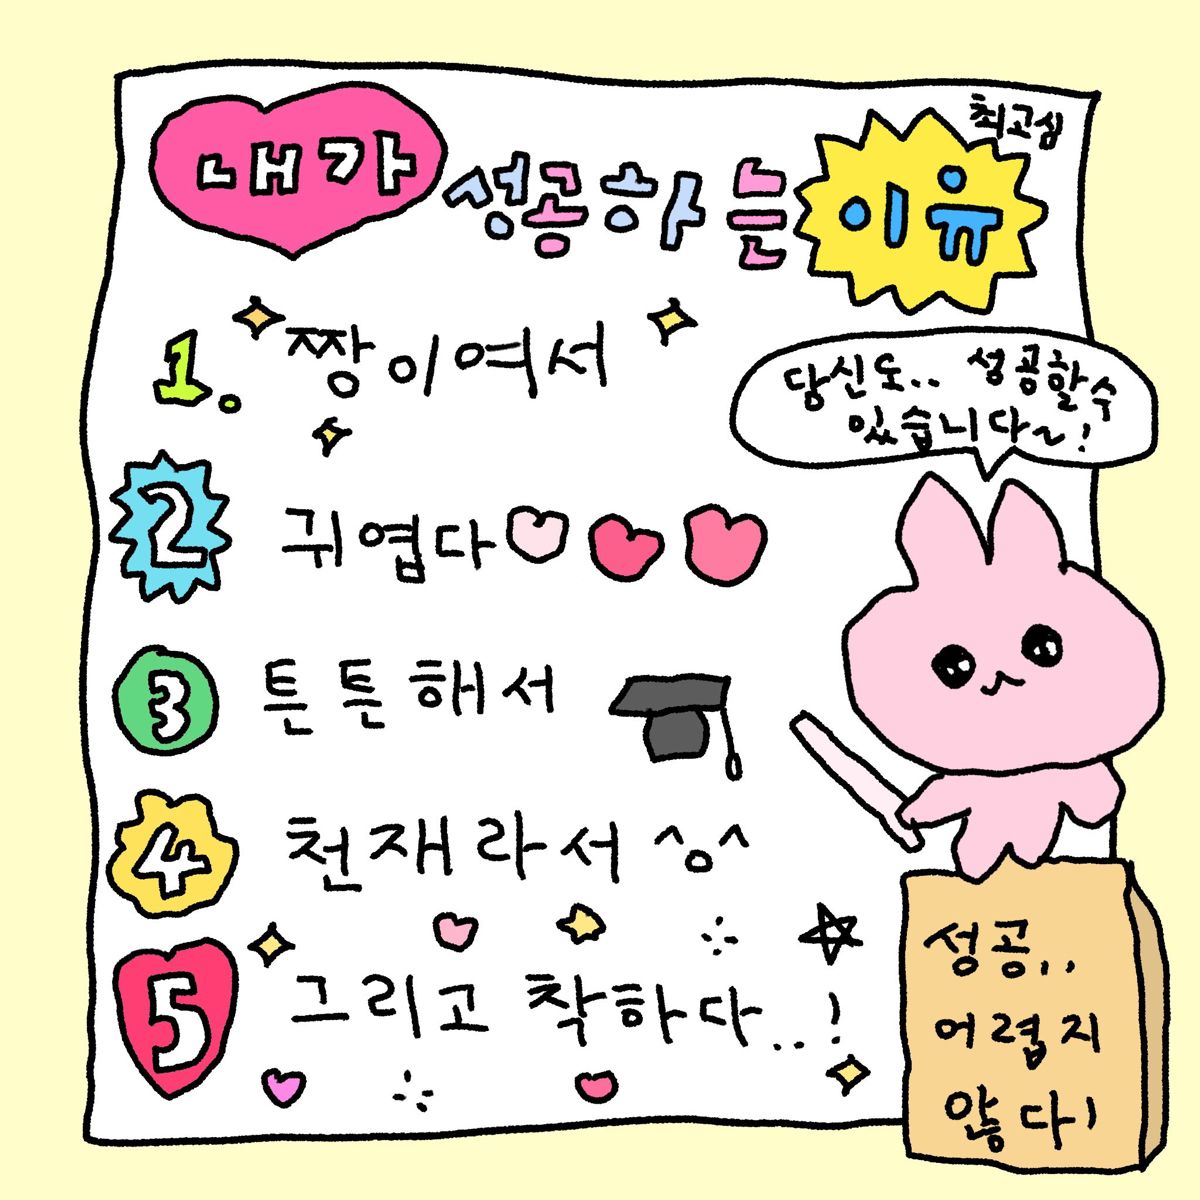 최고심
내가 성공하는 이유
1. 짱이여서
2 귀엽다
3 튼튼해서
4 천재라서 ^o^
5 그리고 착하다...!
당신도.. 성공할 수
있습니다~!
성공,,
어렵지
않다!